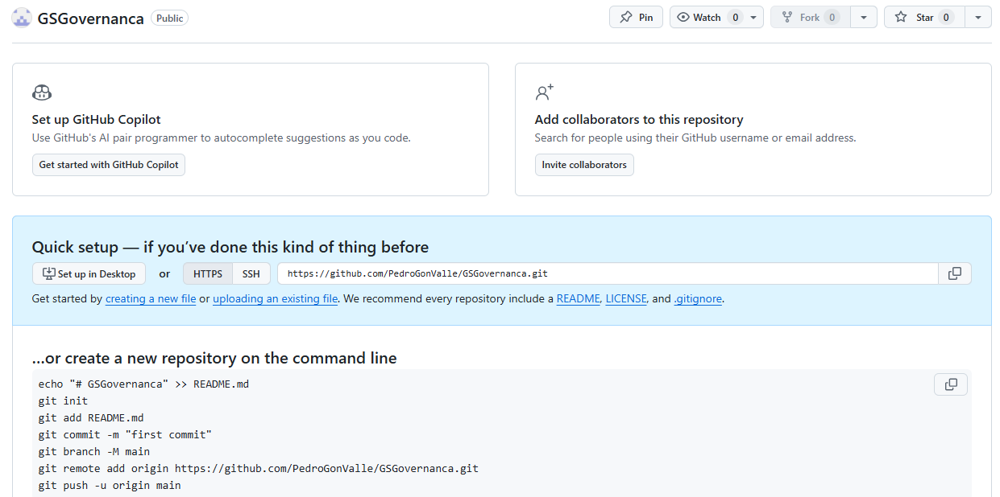 GSGovernanca Public
Pin
Watch 0
Fork 0
Star 0
Set up GitHub Copilot
Use GitHub's AI pair programmer to autocomplete suggestions as you code.
Get started with GitHub Copilot
Add collaborators to this repository
Search for people using their GitHub username or email address.
Invite collaborators
Quick setup — if you’ve done this kind of thing before
Set up in Desktop or HTTPS SSH https://github.com/PedroGonValle/GSGovernanca.git
Get started by creating a new file or uploading an existing file. We recommend every repository include a README, LICENSE, and .gitignore.
…or create a new repository on the command line
echo "# GSGovernanca" >> README.md
git init
git add README.md
git commit -m "first commit"
git branch -M main
git remote add origin https://github.com/PedroGonValle/GSGovernanca.git
git push -u origin main